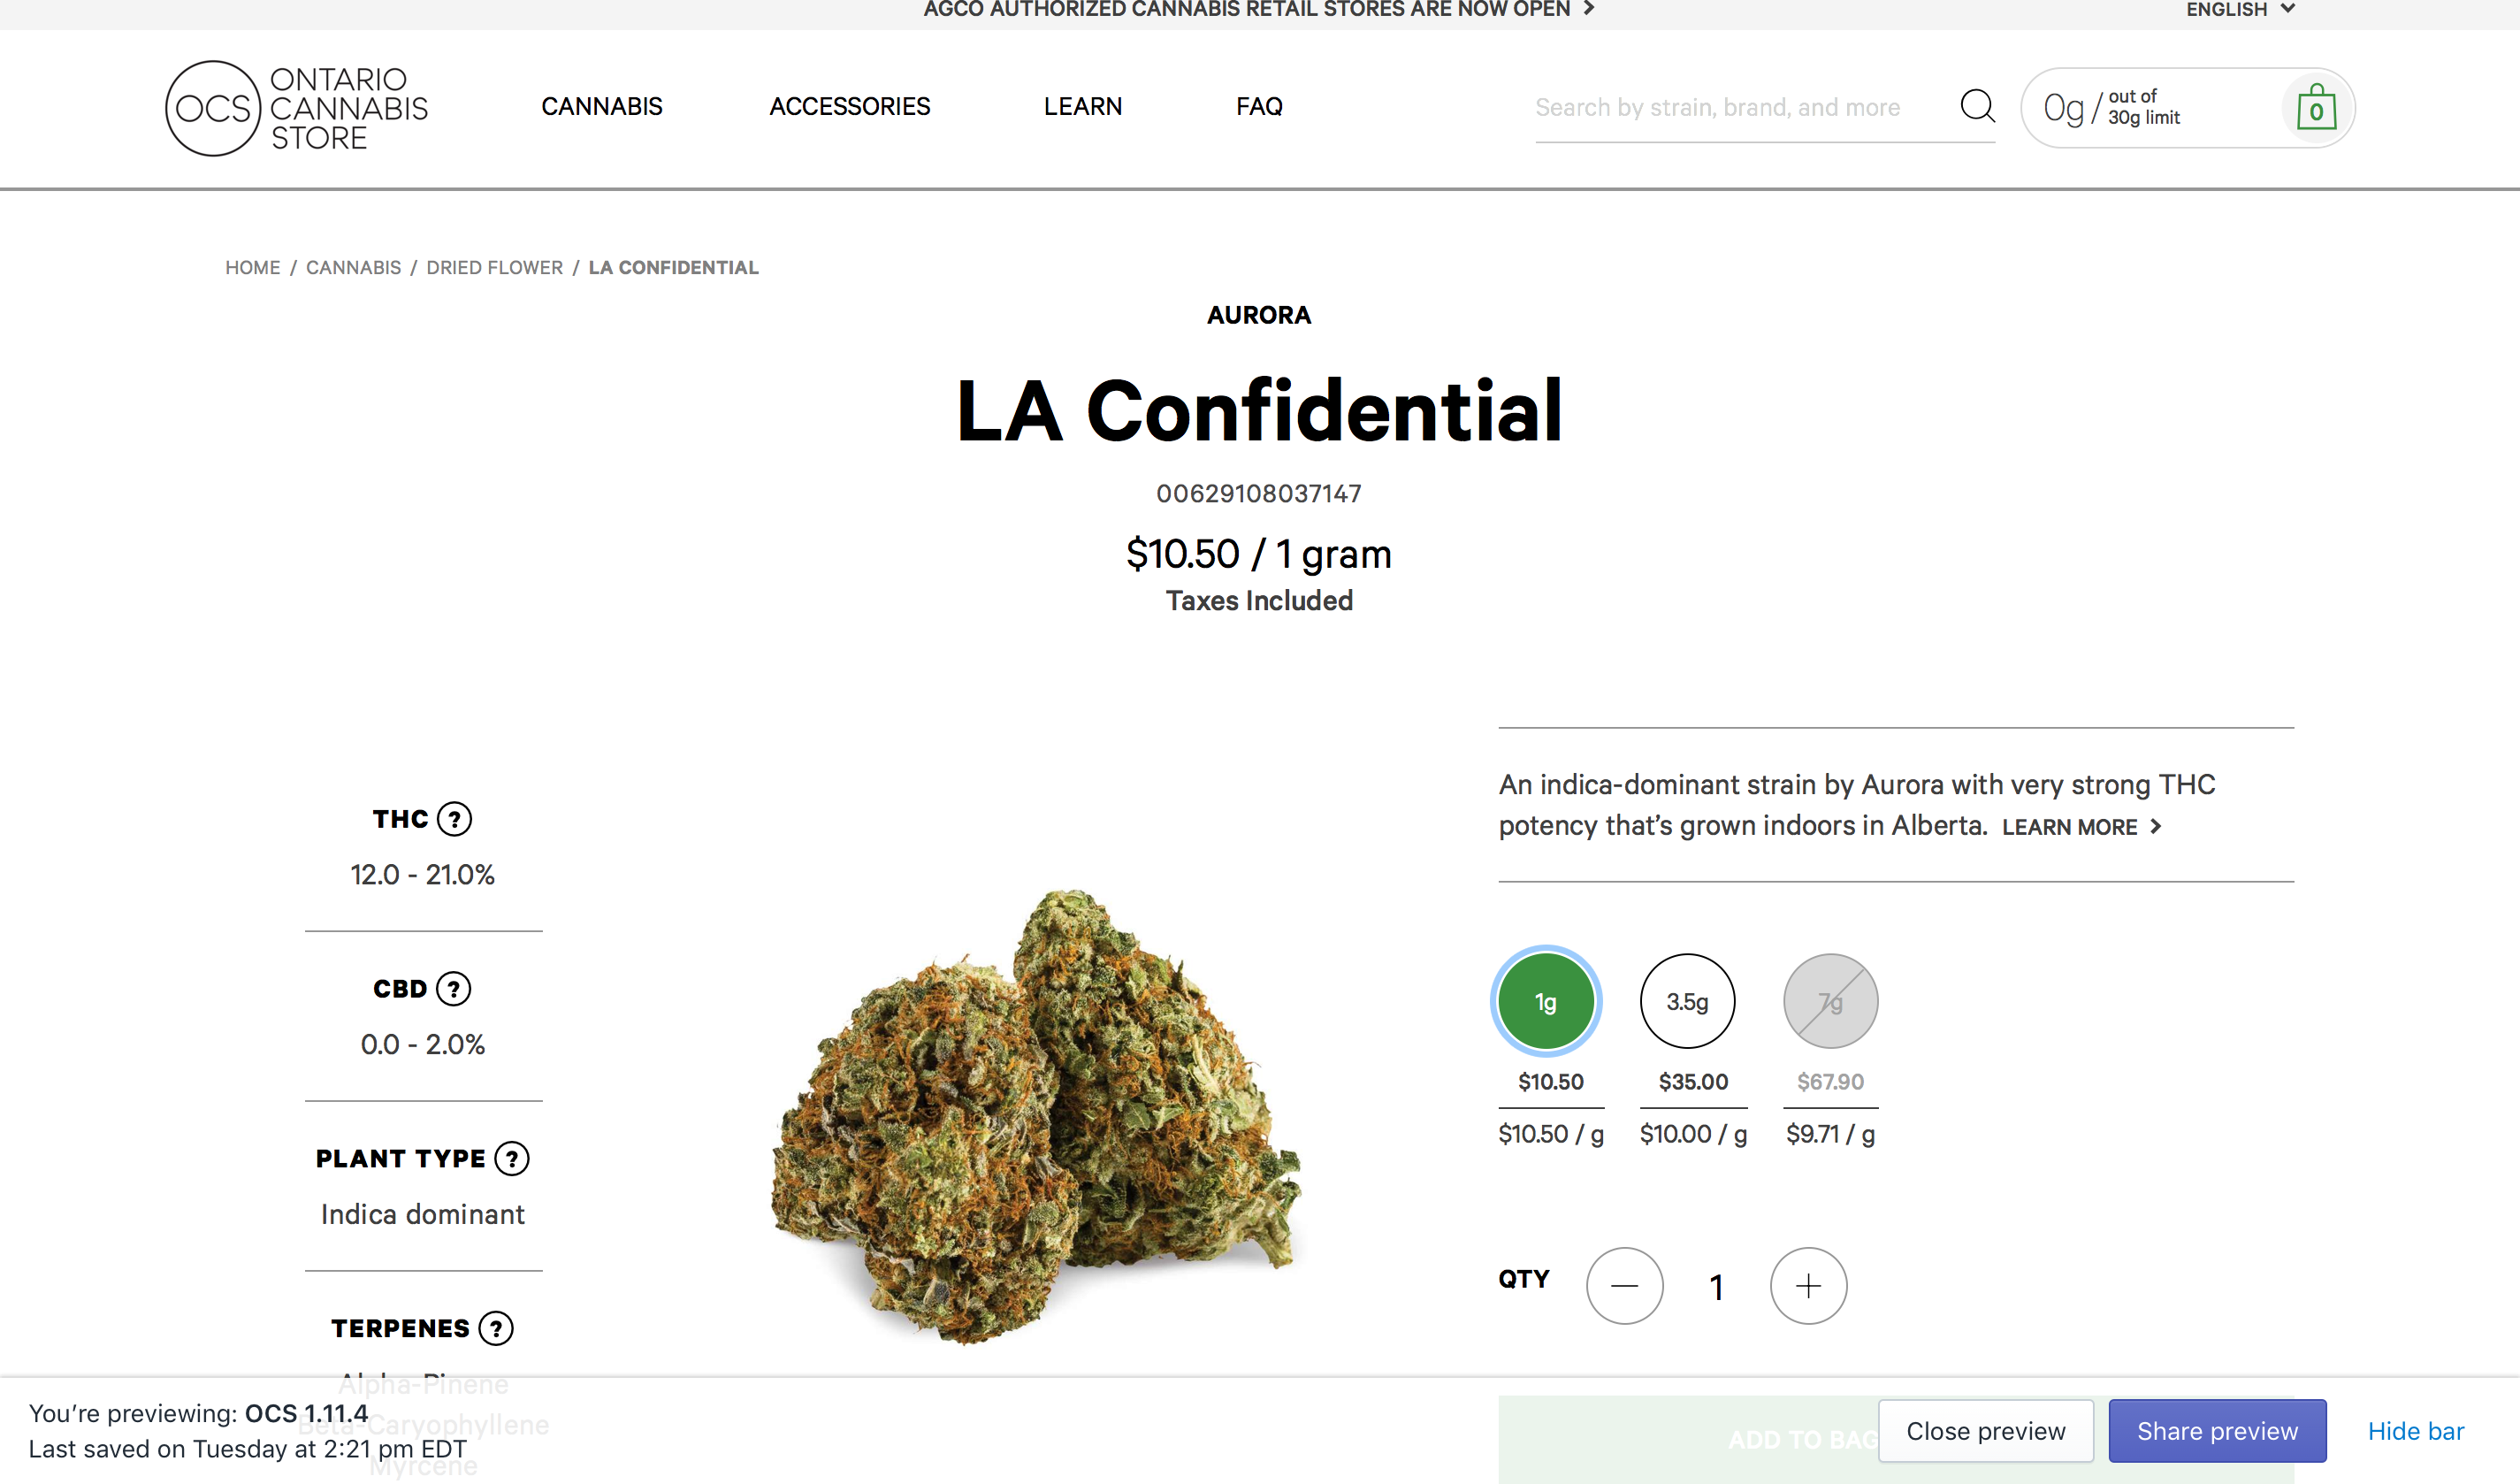 AGCO AUTHORIZED CANNABIS RETAIL STORES ARE NOW OPEN
ENGLISH
OCS
ONTARIO
CANNABIS
STORE
CANNABIS
ACCESSORIES
LEARN
FAQ
Search by strain, brand, and more
0g / out of
30g limit
0
HOME / CANNABIS / DRIED FLOWER / LA CONFIDENTIAL
AURORA
LA Confidential
00629108037147
$10.50 / 1 gram
Taxes Included
THC ?
12.0 - 21.0%
CBD ?
0.0 - 2.0%
PLANT TYPE ?
Indica dominant
TERPENES ?
Alpha-Pinene
Beta-Caryophyllene
Myrcene
An indica-dominant strain by Aurora with very strong THC
potency that’s grown indoors in Alberta. LEARN MORE
1g 3.5g 7g
$10.50 $35.00 $67.90
$10.50 / g $10.00 / g $9.71 / g
QTY 1
ADD TO BAG
You’re previewing: OCS 1.11.4
Last saved on Tuesday at 2:21 pm EDT
Close preview
Share preview
Hide bar